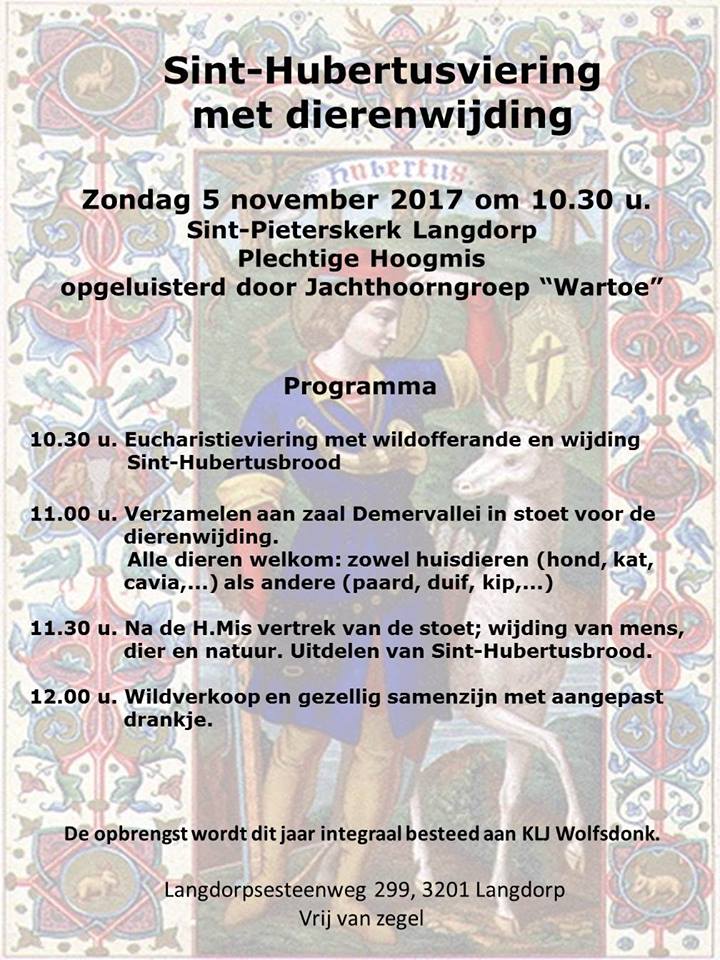 Sint-Hubertusviering
met dierenwijding
Hubertus
Zondag 5 november 2017 om 10.30 u.
Sint-Pieterskerk Langdorp
Plechtige Hoogmis
opgeluisterd door Jachthoorngroep “Wartoe”
Programma
10.30 u. Eucharistieviering met wildofferande en wijding
Sint-Hubertusbrood
11.00 u. Verzamelen aan zaal Demervallei in stoet voor de
dierenwijding.
Alle dieren welkom: zowel huisdieren (hond, kat,
cavia,...) als andere (paard, duif, kip,...)
11.30 u. Na de H.Mis vertrek van de stoet; wijding van mens,
dier en natuur. Uitdelen van Sint-Hubertusbrood.
12.00 u. Wildverkoop en gezellig samenzijn met aangepast
drankje.
De opbrengst wordt dit jaar integraal besteed aan KLJ Wolfsdonk.
Langdorpsesteenweg 299, 3201 Langdorp
Vrij van zegel